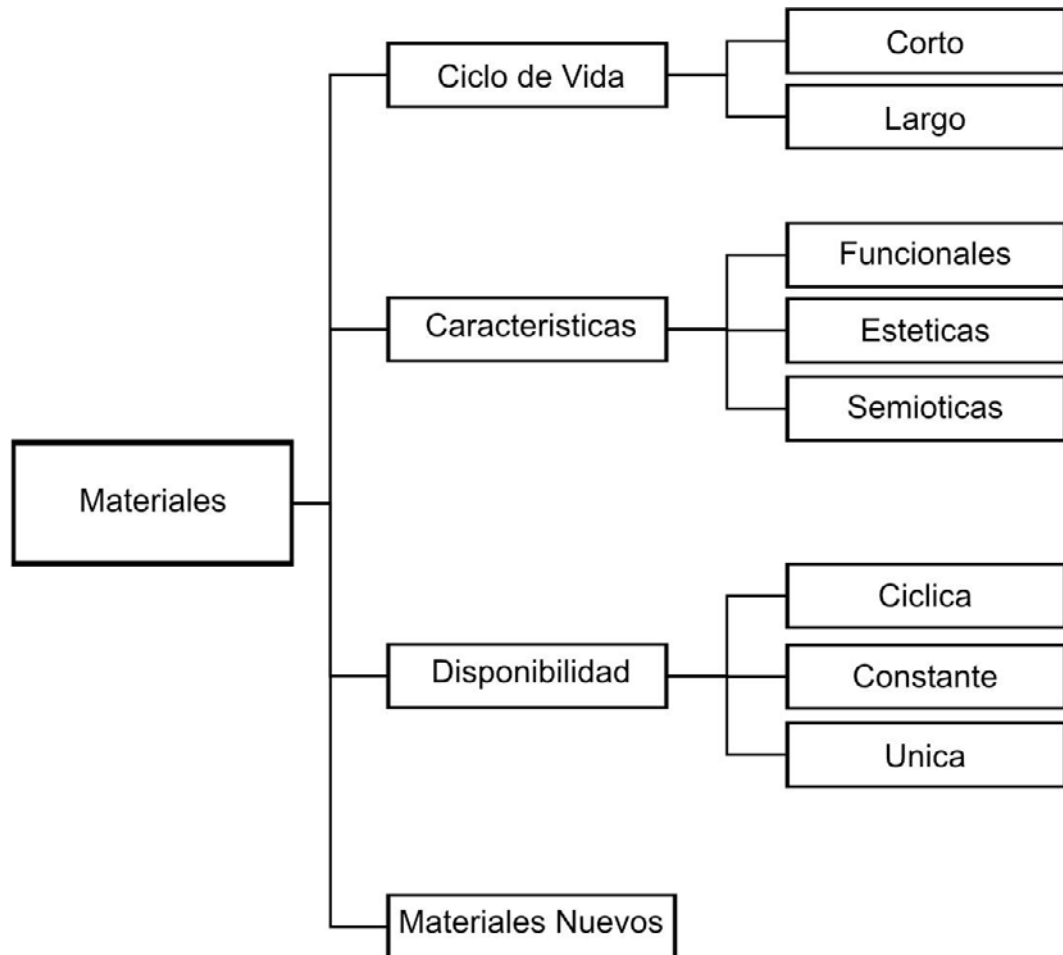 Materiales
Ciclo de Vida
Corto
Largo
Caracteristicas
Funcionales
Esteticas
Semioticas
Disponibilidad
Ciclica
Constante
Unica
Materiales Nuevos